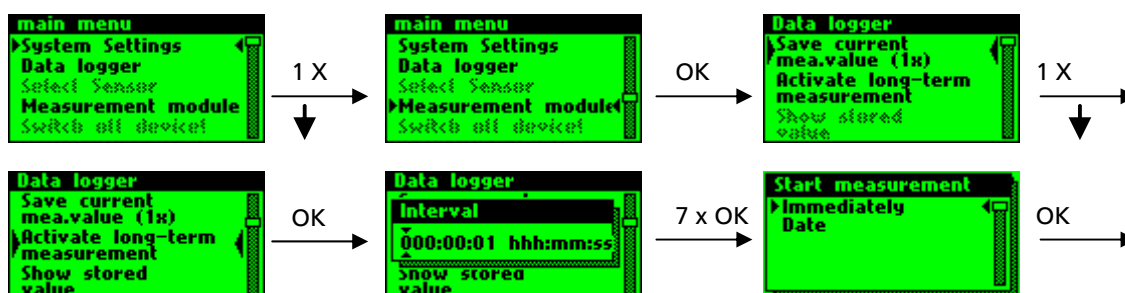 main menu
System Settings
Data logger
Select Sensor
Measurement module
Switch off device!
1 X
main menu
System Settings
Data logger
Select Sensor
Measurement module
Switch off device!
OK
Data logger
Save current
mea.value (1x)
Activate long-term
measurement
Show stored
value
1 X
Data logger
Save current
mea.value (1x)
Activate long-term
measurement
Show stored
value
OK
Data logger
Interval
000:00:01 hhh:mm:ss
Show stored
value
7 x OK
Start measurement
Immediately
Date
OK